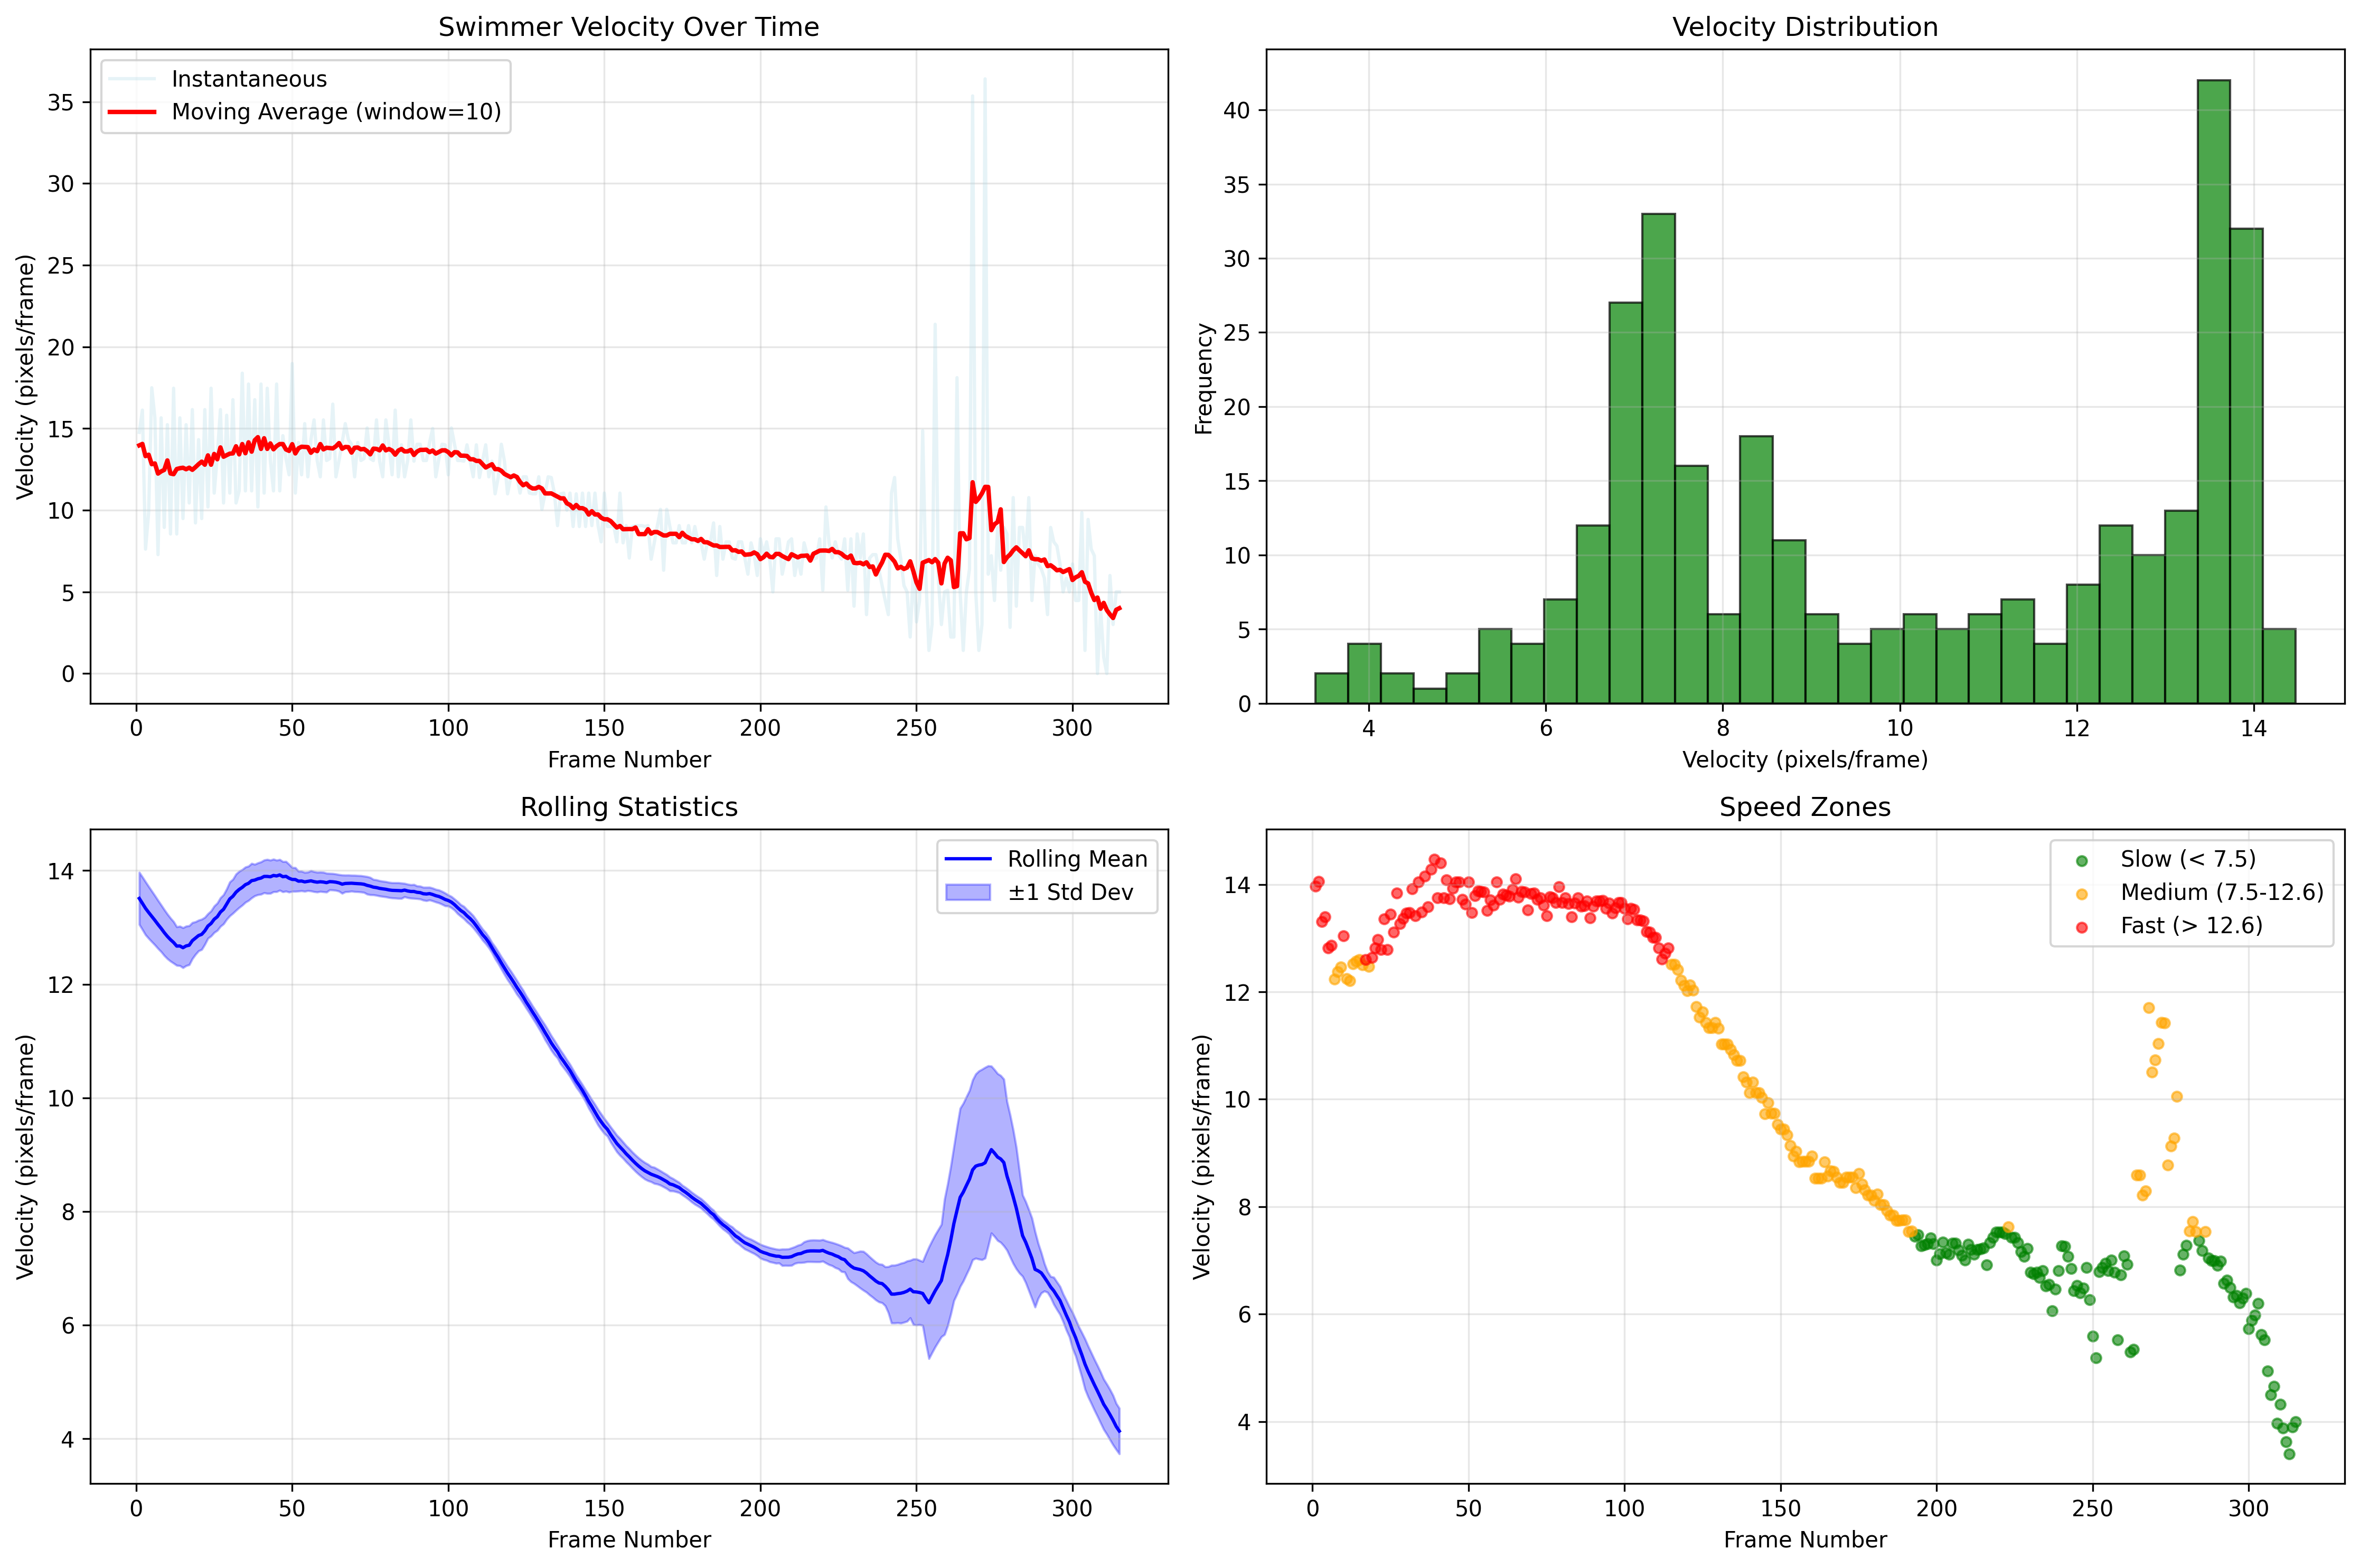 Swimmer Velocity Over Time
Instantaneous
Moving Average (window=10)
Velocity (pixels/frame)
35
30
25
20
15
10
5
0
0 50 100 150 200 250 300
Frame Number
Velocity Distribution
Frequency
40
35
30
25
20
15
10
5
0
4 6 8 10 12 14
Velocity (pixels/frame)
Rolling Statistics
Rolling Mean
±1 Std Dev
Velocity (pixels/frame)
14
12
10
8
6
4
0 50 100 150 200 250 300
Frame Number
Speed Zones
Slow (< 7.5)
Medium (7.5-12.6)
Fast (> 12.6)
Velocity (pixels/frame)
14
12
10
8
6
4
0 50 100 150 200 250 300
Frame Number